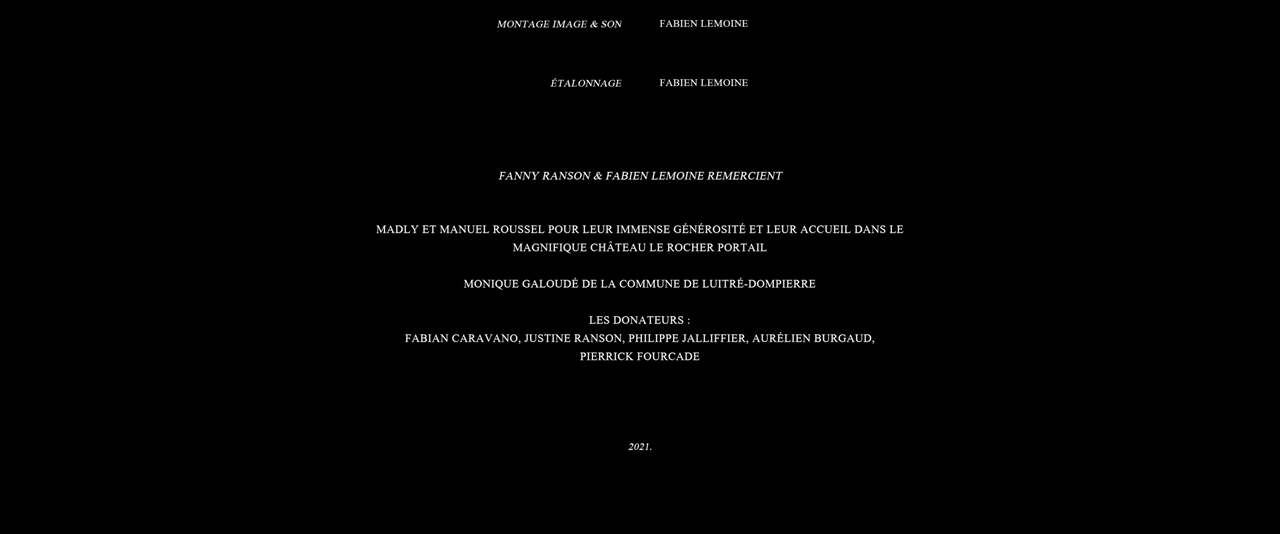 MONTAGE IMAGE & SON FABIEN LEMOINE
ÉTALONNAGE FABIEN LEMOINE
FANNY RANSON & FABIEN LEMOINE REMERCIENT
MADLY ET MANUEL ROUSSEL POUR LEUR IMMENSE GÉNÉROSITÉ ET LEUR ACCUEIL DANS LE
MAGNIFIQUE CHÂTEAU LE ROCHER PORTAIL
MONIQUE GALOUDÉ DE LA COMMUNE DE LUITRÉ-DOMPIERRE
LES DONATEURS :
FABIAN CARAVANO, JUSTINE RANSON, PHILIPPE JALLIFFIER, AURÉLIEN BURGAUD,
PIERRICK FOURCADE
2021.